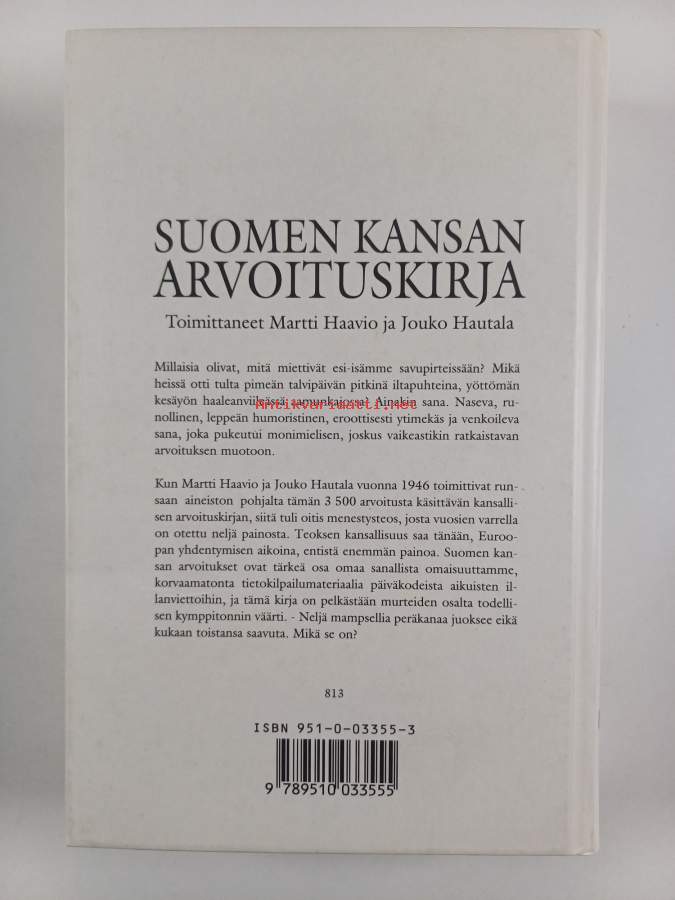 SUOMEN KANSAN
ARVOITUSKIRJA
Toimittaneet Martti Haavio ja Jouko Hautala
Millaisia olivat, mitä miettivät esi-isämme savupirteissään? Mikä
heissä otti tulta pimeän talvipäivän pitkinä iltapuhteina, yöttömän
kesäyön haaleanviileässä aamunkajossa? Ainakin sana. Naseva, ru-
Antikvariaatti.net
nollinen, leppeän humoristinen, eroottisesti ytimekäs ja venkoileva
sana, joka pukeutui monimielisen, joskus vaikeastikin ratkaistavan
arvoituksen muotoon.
Kun Martti Haavio ja Jouko Hautala vuonna 1946 toimittivat run-
saan aineiston pohjalta tämän 3 500 arvoitusta käsittävän kansalli-
sen arvoituskirjan, siitä tuli oitis menestysteos, josta vuosien varrella
on otettu neljä painosta. Teoksen kansallisuus saa tänään, Euroo-
pan yhdentymisen aikoina, entistä enemmän painoa. Suomen kan-
san arvoitukset ovat tärkeä osa omaa sanallista omaisuuttamme,
korvaamatonta tietokilpailumateriaalia päiväkodeista aikuisten il-
lanviettoihin, ja tämä kirja on pelkästään murteiden osalta todelli-
sen kymppitonnin väärti. - Neljä mampsellia peräkanaa juoksee eikä
kukaan toistansa saavuta. Mikä se on?
813
ISBN 951-0-03355-3
9 789510 033555